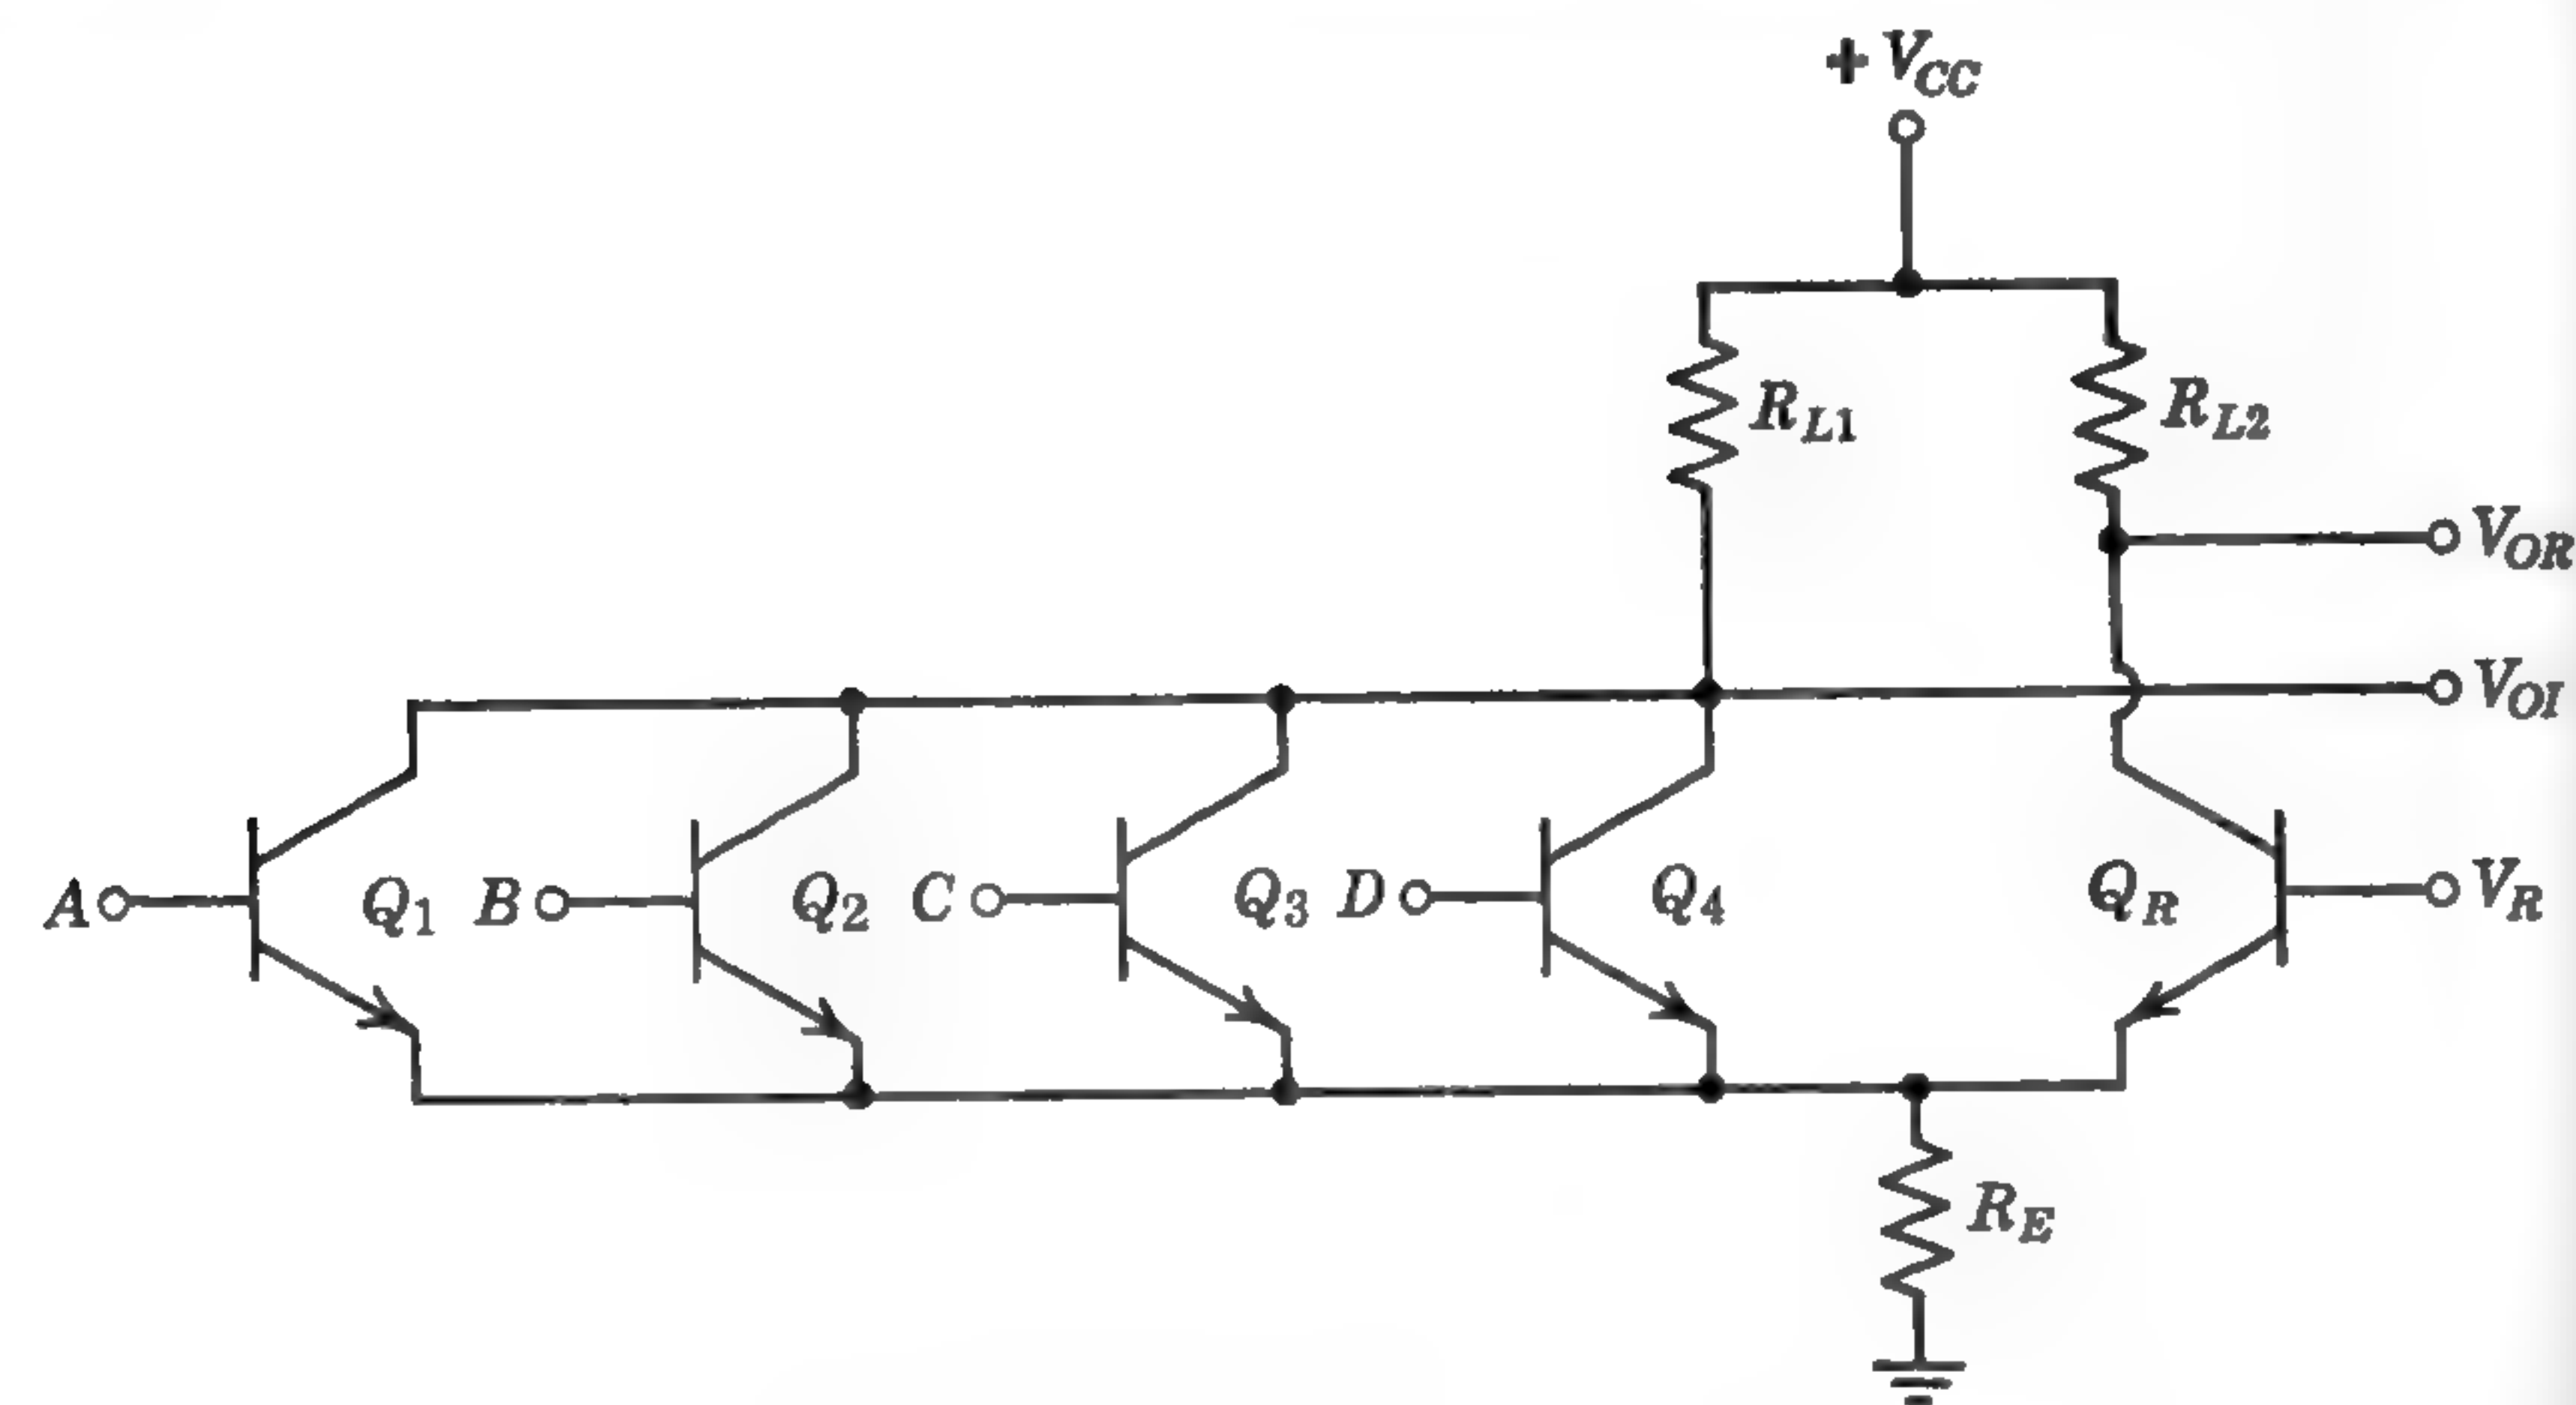 + V_CC
R_L1
R_L2
V_OR
V_OI
A
Q_1
B
Q_2
C
Q_3
D
Q_4
Q_R
V_R
R_E